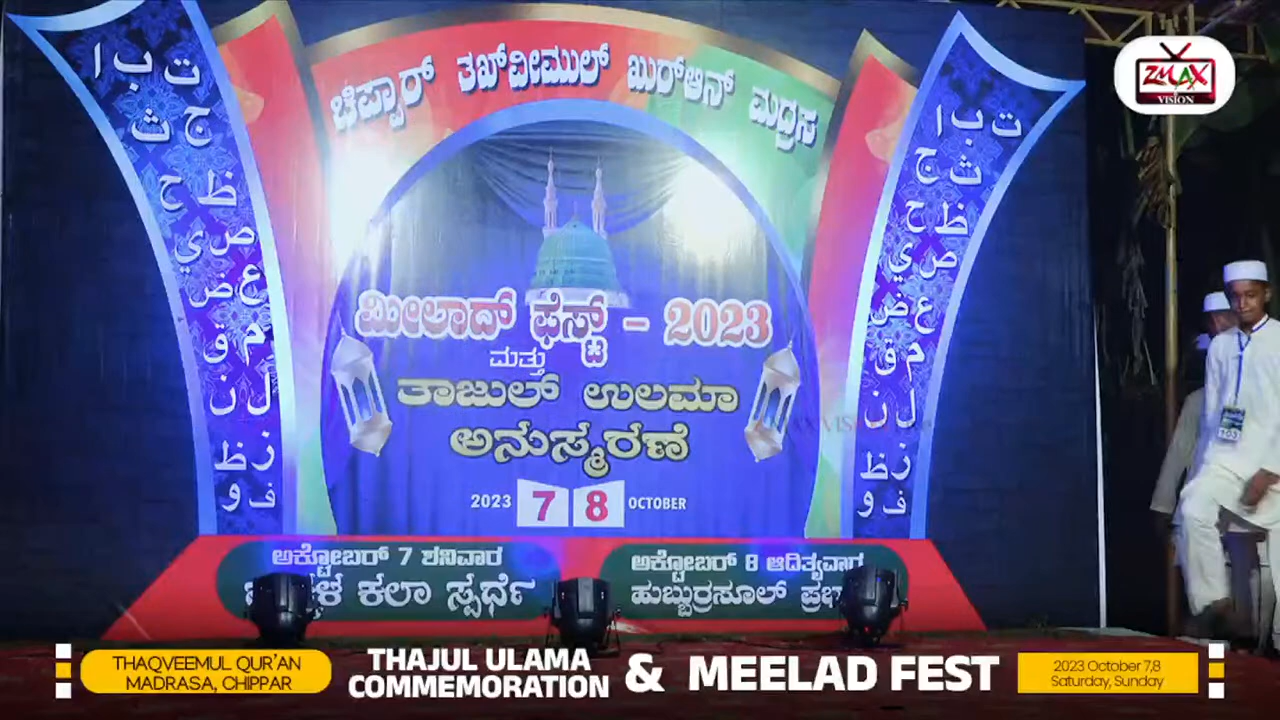 ಚಿಪ್ಪಾರ್ ತಖ್ವೀಮುಲ್ ಖುರ್ಆನ್ ಮದ್ರಸ
ZMAX
VISION
ا ب ت
ث ج
ح ظ
ي ص
ض ع
ق م
ن ل
ظ ز
و ف
ا ب ت
ج ث
ح ظ
ي ص
ض ع
ق م
ن ل
ظ ز
و ف
ಮೀಲಾದ್ ಫೆಸ್ಟ್ - 2023
ಮತ್ತು
ತಾಜುಲ್ ಉಲಮಾ
ಅನುಸ್ಮರಣೆ
2023 7 8 OCTOBER
ಅಕ್ಟೋಬರ್ 7 ಶನಿವಾರ
ಕಲಾ ಸ್ಪರ್ಧೆ
ಅಕ್ಟೋಬರ್ 8 ಆದಿತ್ಯವಾರ
ಹುಬ್ಬುರ್ರಸೂಲ್
103
THAQVEEMUL QUR'AN
MADRASA, CHIPPAR
THAJUL ULAMA
COMMEMORATION
& MEELAD FEST
2023 October 7,8
Saturday, Sunday